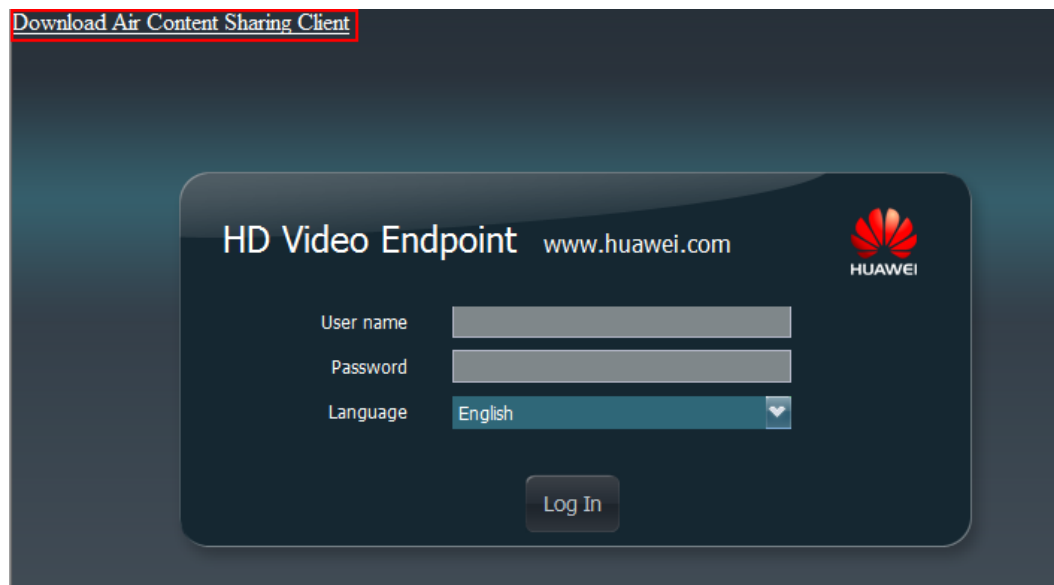 Download Air Content Sharing Client
HD Video Endpoint www.huawei.com
HUAWEI
User name
Password
Language English
Log In